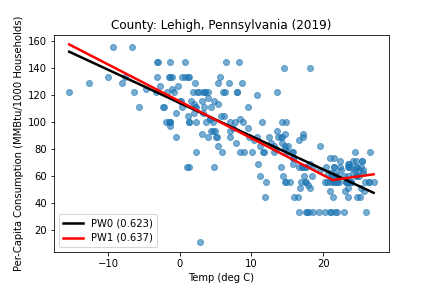 County: Lehigh, Pennsylvania (2019)
Per-Capita Consumption (MMBtu/1000 Households)
160
140
120
100
80
60
40
20
PW0 (0.623)
PW1 (0.637)
−10 0 10 20
Temp (deg C)